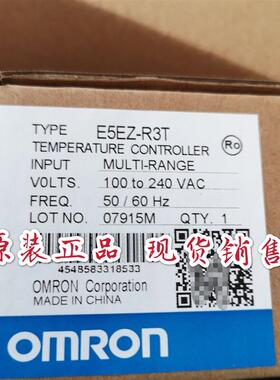 TYPE E5EZ-R3T
TEMPERATURE CONTROLLER
Ro
INPUT MULTI-RANGE
VOLTS. 100 to 240 VAC
FREQ. 50 / 60 Hz
LOT NO. 07915M QTY. 1
原装正品 现货销售
4548583318533
OMRON Corporation
MADE IN CHINA
OMRON